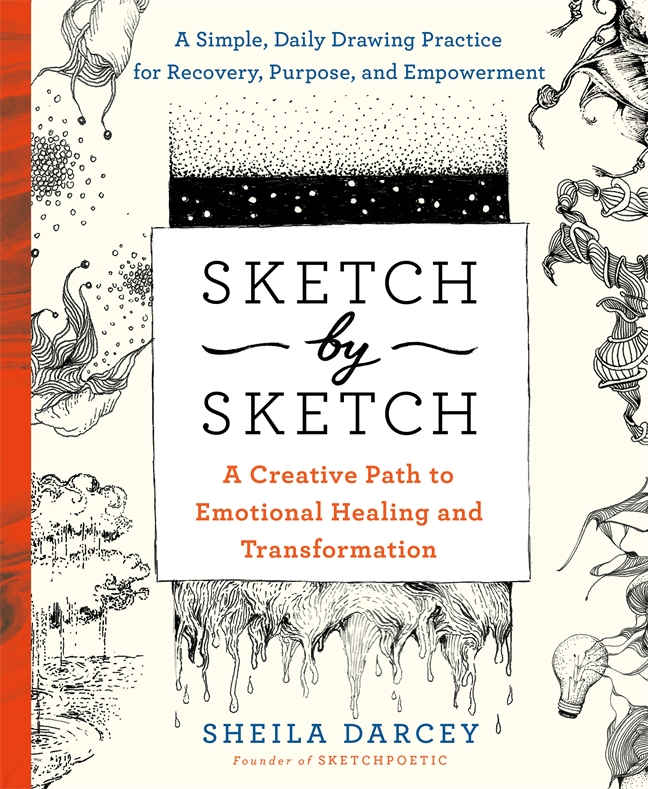 A Simple, Daily Drawing Practice
for Recovery, Purpose, and Empowerment
SKETCH
by
SKETCH
A Creative Path to
Emotional Healing and
Transformation
SHEILA DARCEY
Founder of SKETCHPOETIC